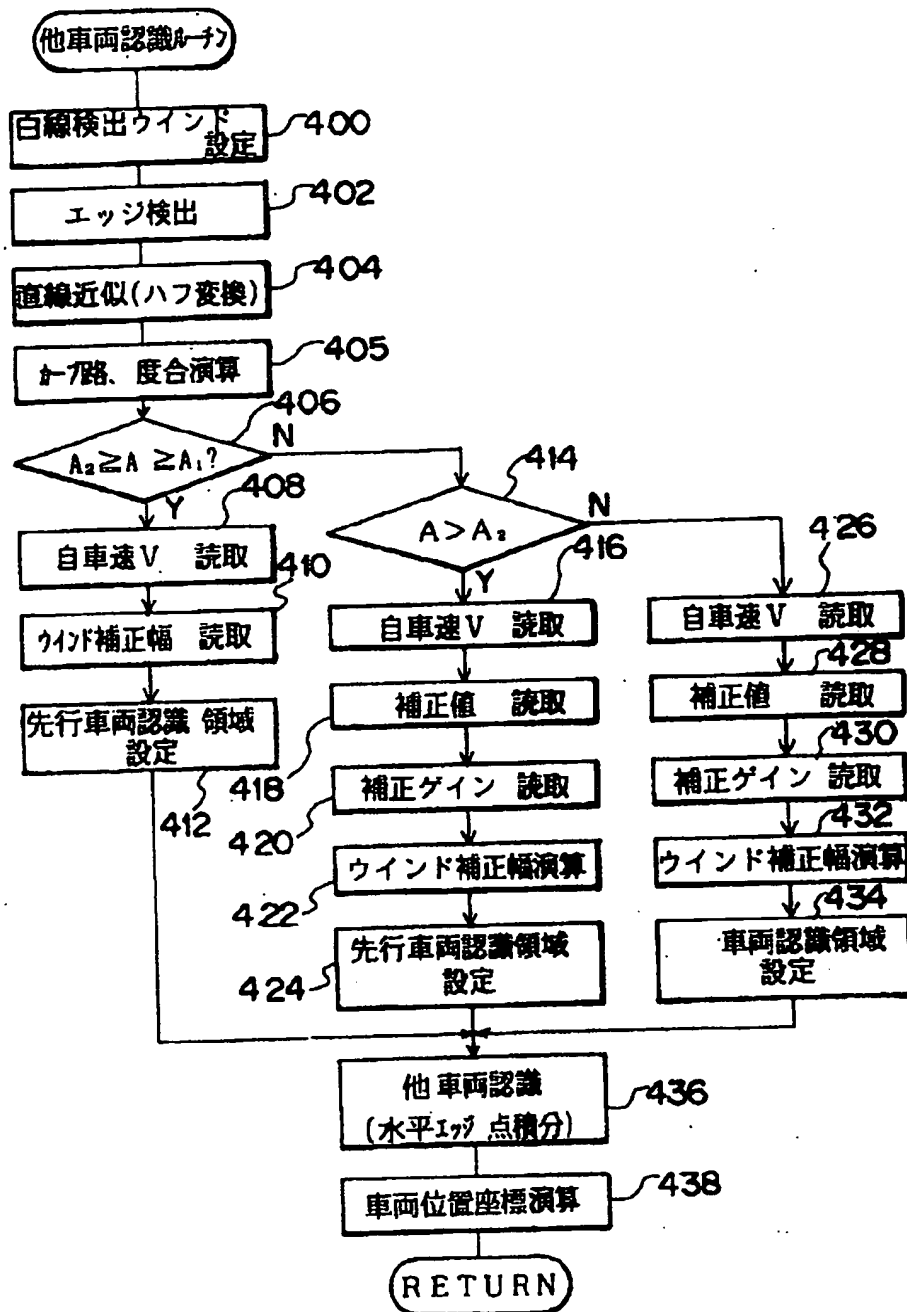 他車両認識ルーチン
白線検出ウインド
設定
400
エッジ検出
402
直線近似(ハフ変換)
404
カーブ路、度合演算
405
A₂≧A≧A₁?
406
N
Y
自車速V 読取
408
ウインド補正幅 読取
410
先行車両認識 領域
設定
412
A>A₂
414
N
Y
自車速V 読取
416
補正値 読取
418
補正ゲイン 読取
420
ウインド補正幅演算
422
先行車両認識領域
設定
424
自車速V 読取
426
補正値 読取
428
補正ゲイン 読取
430
ウインド補正幅演算
432
車両認識領域
設定
434
他車両認識
(水平エッジ 点積分)
436
車両位置座標演算
438
RETURN